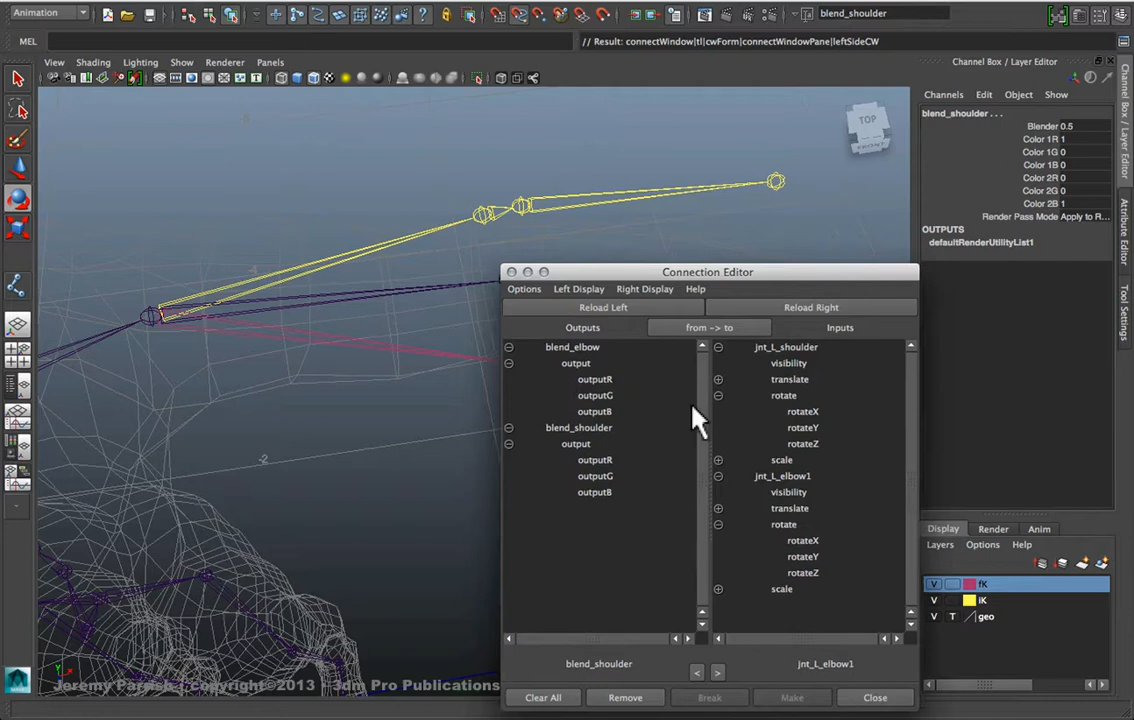 Animation
blend_shoulder
MEL
// Result: connectWindow|tl|cwForm|connectWindowPane|leftSideCW
View Shading Lighting Show Renderer Panels
Channel Box / Layer Editor
Channels Edit Object Show
blend_shoulder . . .
Blender 0.5
Color 1R 1
Color 1G 0
Color 1B 0
Color 2R 0
Color 2G 0
Color 2B 1
Render Pass Mode Apply to R...
OUTPUTS
defaultRenderUtilityList1
Channel Box / Layer Editor
Attribute Editor
Tool Settings
TOP
FRONT
-2
Connection Editor
Options Left Display Right Display Help
Reload Left Reload Right
Outputs from -> to Inputs
blend_elbow
output
outputR
outputG
outputB
blend_shoulder
output
outputR
outputG
outputB
jnt_L_shoulder
visibility
translate
rotate
rotateX
rotateY
rotateZ
scale
jnt_L_elbow1
visibility
translate
rotate
rotateX
rotateY
rotateZ
scale
blend_shoulder < > jnt_L_elbow1
Clear All Remove Break Make Close
Display Render Anim
Layers Options Help
V fK
V iK
V T geo
Y
Jeremy Parrish | copyright©2013 - 3dm Pro Publications